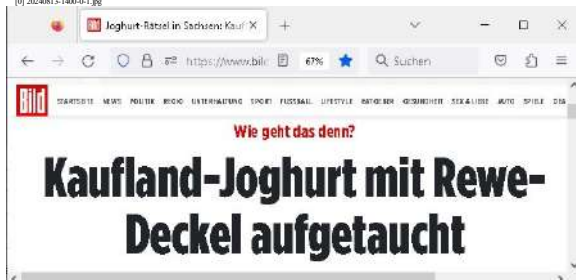 [0] 20240813-1400-0-1.jpg
Joghurt-Rätsel in Sachsen: Kauf
https://www.bild
67%
Suchen
Bild
STARTSEITE NEWS POLITIK REGIO UNTERHALTUNG SPORT FUSSBALL LIFESTYLE RATGEBER GESUNDHEIT SEX & LIEBE AUTO SPIELE DEA
Wie geht das denn?
Kaufland-Joghurt mit Rewe-
Deckel aufgetaucht